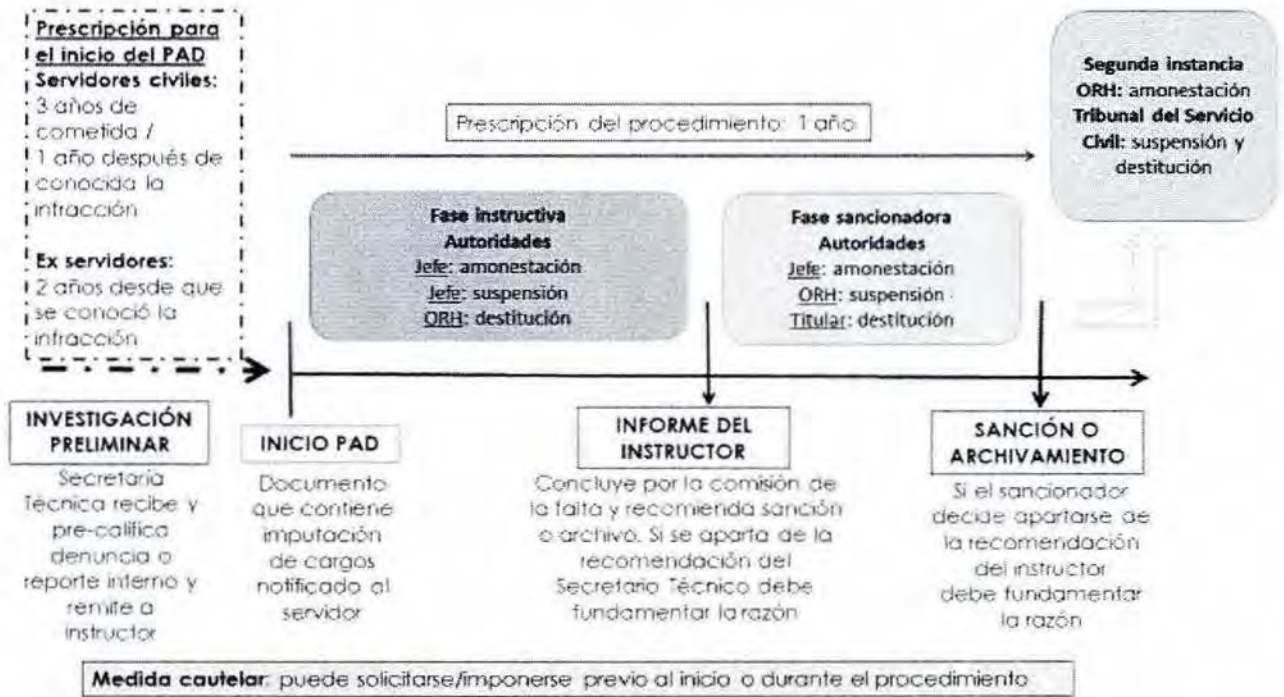 Prescripción para
el inicio del PAD
Servidores civiles:
3 años de
cometida /
1 año después de
conocida la
infracción
Ex servidores:
2 años desde que
se conoció la
infracción
Prescripción del procedimiento: 1 año
Segunda instancia
ORH: amonestación
Tribunal del Servicio
Civil: suspensión y
destitución
Fase instructiva
Autoridades
Jefe: amonestación
Jefe: suspensión
ORH: destitución
Fase sancionadora
Autoridades
Jefe: amonestación
ORH: suspensión
Titular: destitución
INVESTIGACIÓN
PRELIMINAR
Secretaría
Técnica recibe y
pre-califica
denuncia o
reporte interno y
remite a
instructor
INICIO PAD
Documento
que contiene
imputación
de cargos
notificado al
servidor
INFORME DEL
INSTRUCTOR
Concluye por la comisión de
la falta y recomienda sanción
o archivo. Si se aparta de la
recomendación del
Secretario Técnico debe
fundamentar la razón
SANCIÓN O
ARCHIVAMIENTO
Si el sancionador
decide apartarse de
la recomendación
del instructor
debe fundamentar
la razón
Medida cautelar: puede solicitarse/imponerse previo al inicio o durante el procedimiento